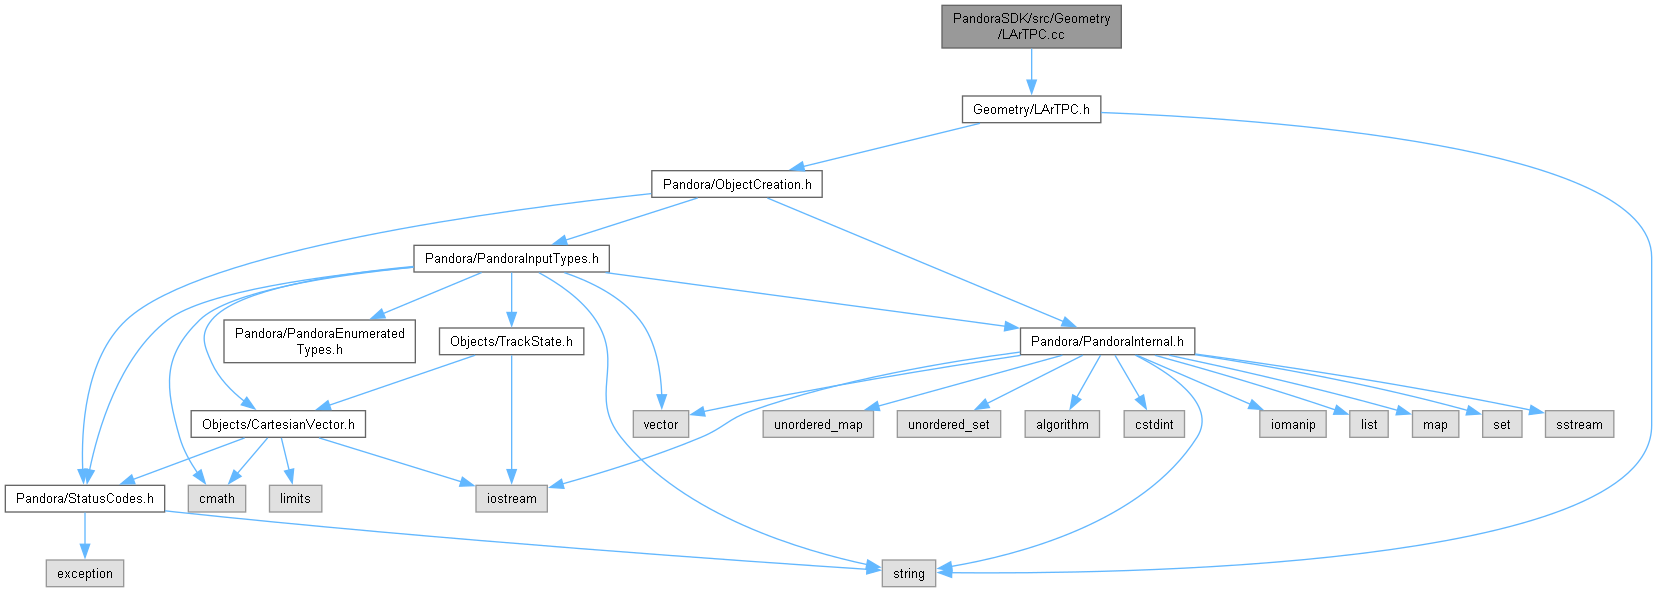 PandoraSDK/src/Geometry
/LArTPC.cc
Geometry/LArTPC.h
Pandora/ObjectCreation.h
Pandora/PandoraInputTypes.h
Pandora/PandoraEnumerated
Types.h
Objects/TrackState.h
Pandora/PandoraInternal.h
Objects/CartesianVector.h
vector
unordered_map
unordered_set
algorithm
cstdint
iomanip
list
map
set
sstream
Pandora/StatusCodes.h
cmath
limits
iostream
exception
string